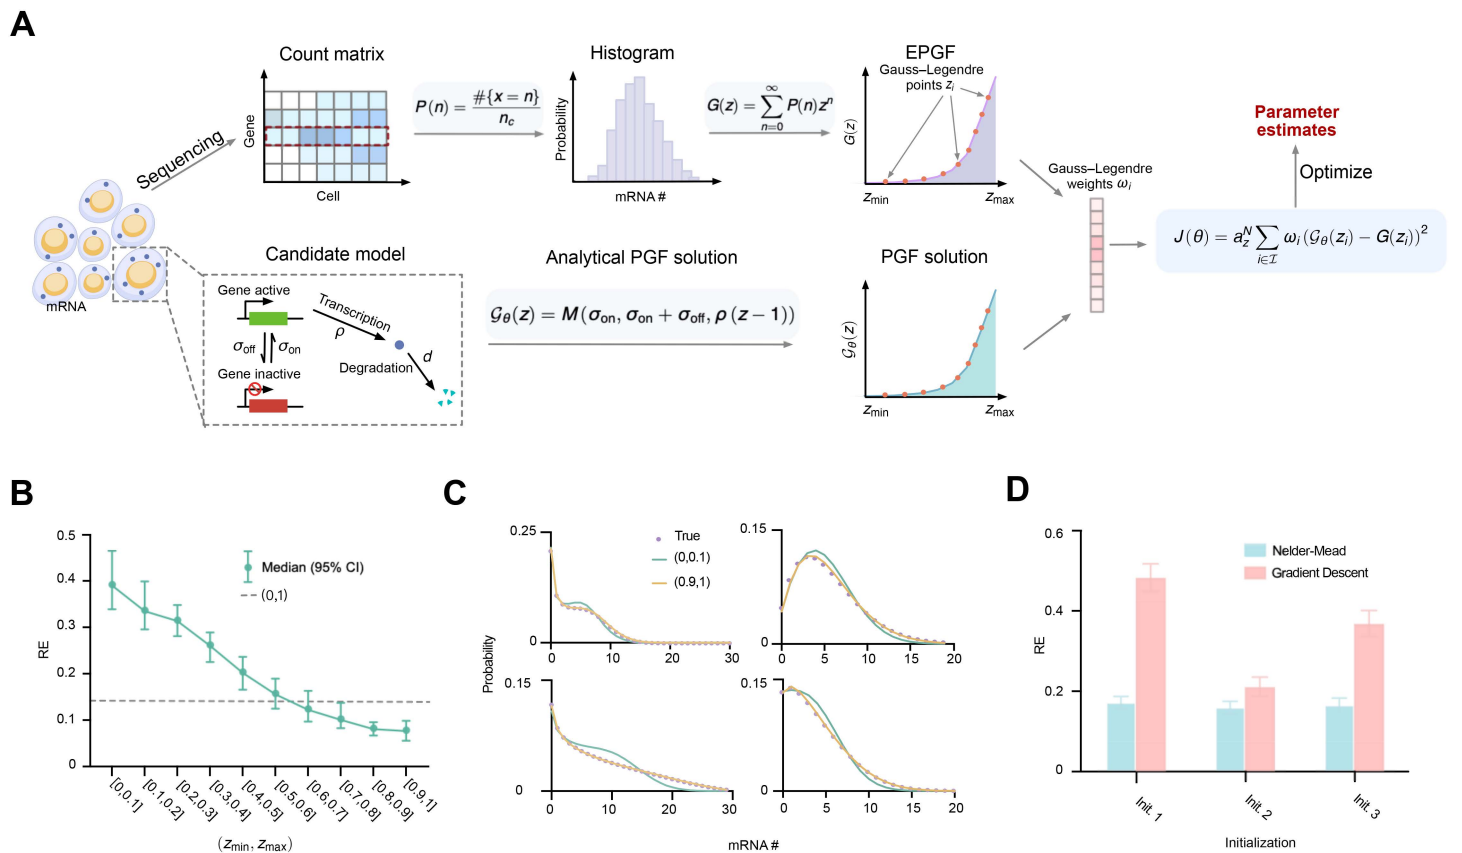 A
Count matrix
Gene
Cell
Sequencing
mRNA
P(n) = #{x = n} / n_c
Histogram
Probability
mRNA #
G(z) = ∑_{n=0}^{∞} P(n)z^n
EPGF
Gauss–Legendre
points z_i
G(z)
z_min
z_max
Gauss–Legendre
weights ω_i
Parameter
estimates
Optimize
J(θ) = a_z^N ∑_{i∈ℐ} ω_i(𝒢_θ(z_i) − G(z_i))^2
Candidate model
Gene active
Transcription
ρ
σ_off
σ_on
Degradation
d
Gene inactive
Analytical PGF solution
𝒢_θ(z) = M(σ_on, σ_on + σ_off, ρ (z − 1))
PGF solution
𝒢_θ(z)
z_min
z_max
B
RE
0.5
0.4
0.3
0.2
0.1
0
Median (95% CI)
(0,1)
[0,0.1]
[0.1,0.2]
[0.2,0.3]
[0.3,0.4]
[0.4,0.5]
[0.5,0.6]
[0.6,0.7]
[0.7,0.8]
[0.8,0.9]
[0.9,1]
(z_min, z_max)
C
Probability
0.25
0
0
10
20
30
True
(0,0.1)
(0.9,1)
0.15
0
0
5
10
15
20
0.15
0
0
10
20
30
0.15
0
0
5
10
15
20
mRNA #
D
RE
0.6
0.4
0.2
0
Nelder-Mead
Gradient Descent
Init. 1
Init. 2
Init. 3
Initialization